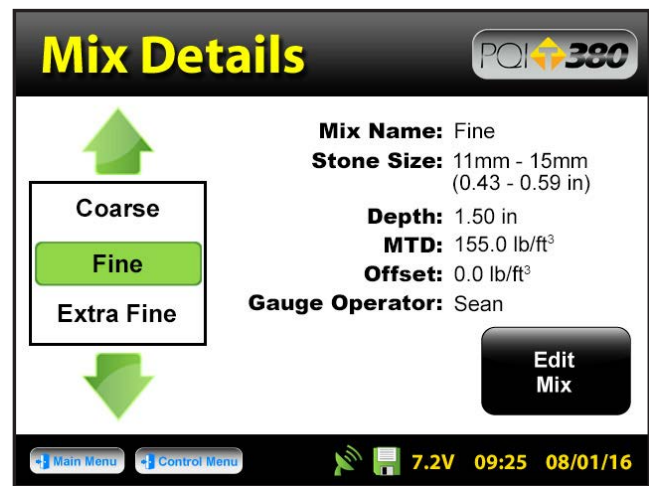 Mix Details
PQI T 380
Coarse
Fine
Extra Fine
Mix Name: Fine
Stone Size: 11mm - 15mm
(0.43 - 0.59 in)
Depth: 1.50 in
MTD: 155.0 lb/ft³
Offset: 0.0 lb/ft³
Gauge Operator: Sean
Edit
Mix
Main Menu
Control Menu
7.2V 09:25 08/01/16